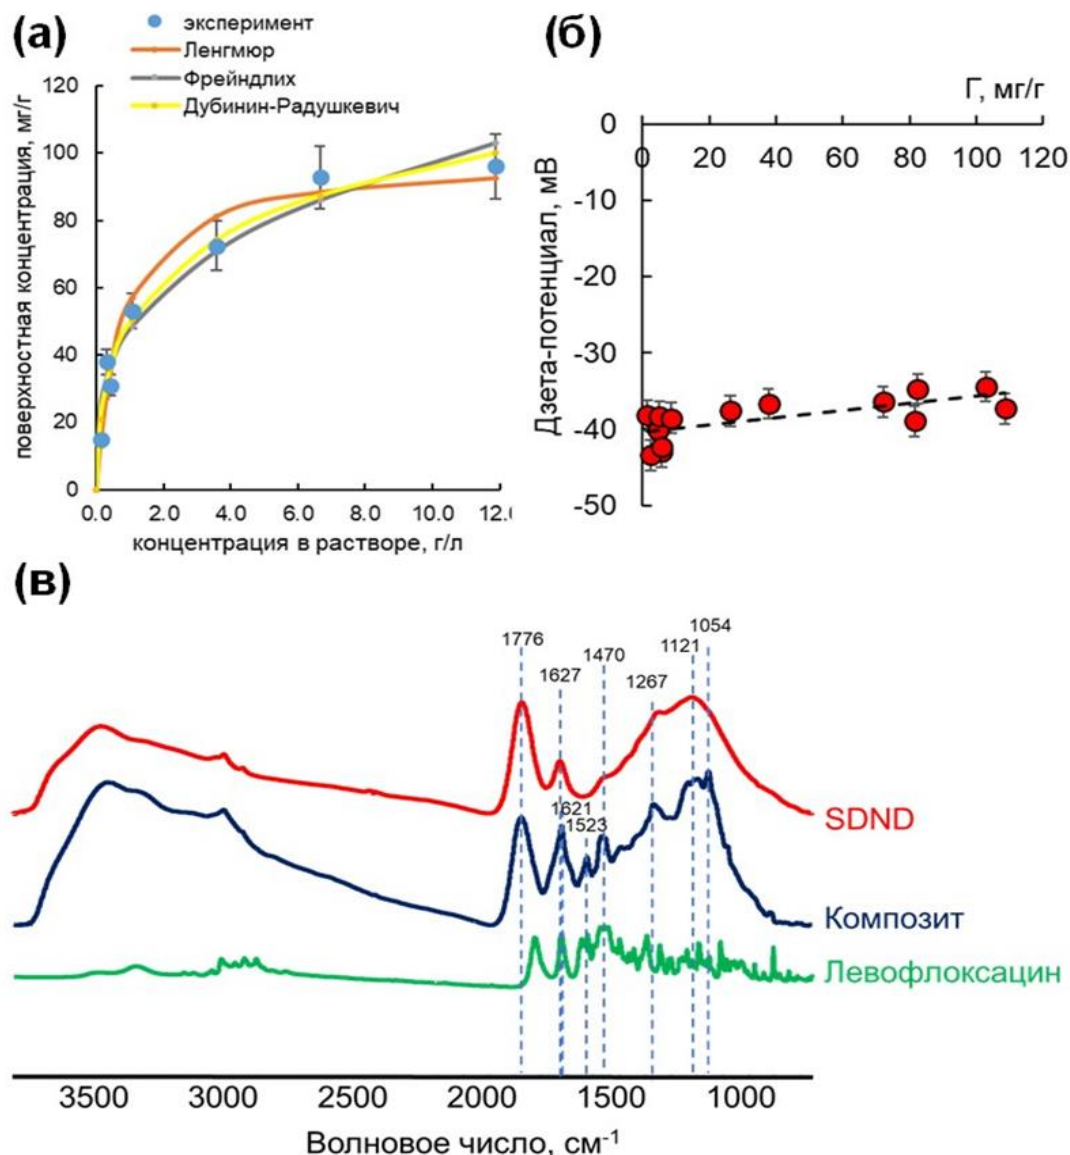 (а)
эксперимент
Ленгмюр
Фрейндлих
Дубинин-Радушкевич
поверхностная концентрация, мг/г
120
100
80
60
40
20
0
0.0 2.0 4.0 6.0 8.0 10.0 12.0
концентрация в растворе, г/л
(б)
Г, мг/г
Дзета-потенциал, мВ
0
-10
-20
-30
-40
-50
0 20 40 60 80 100 120
(в)
1776
1627
1470
1267
1121
1054
1621
1523
SDND
Композит
Левофлоксацин
3500 3000 2500 2000 1500 1000
Волновое число, см⁻¹